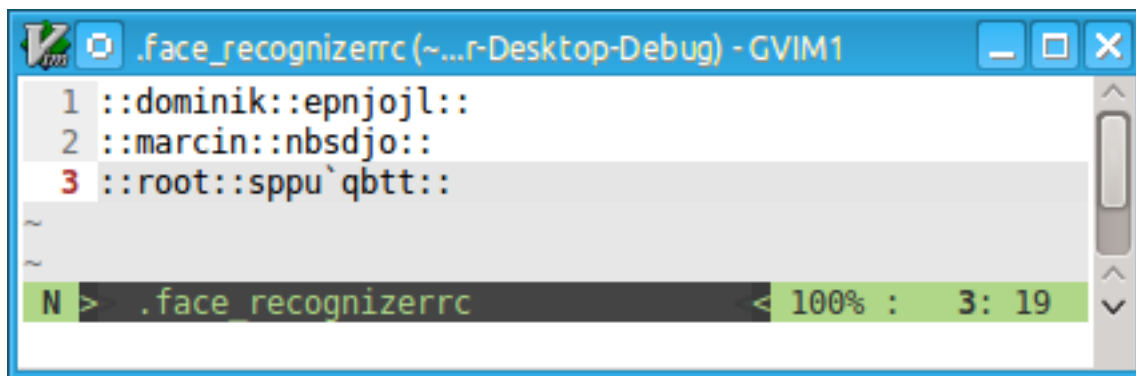 .face_recognizerrc (~...r-Desktop-Debug) - GVIM1
1 ::dominik::epnjojl::
2 ::marcin::nbsdjo::
3 ::root::sppu`qbtt::
~
~
N > > .face_recognizerrc < < 100% : 3: 19